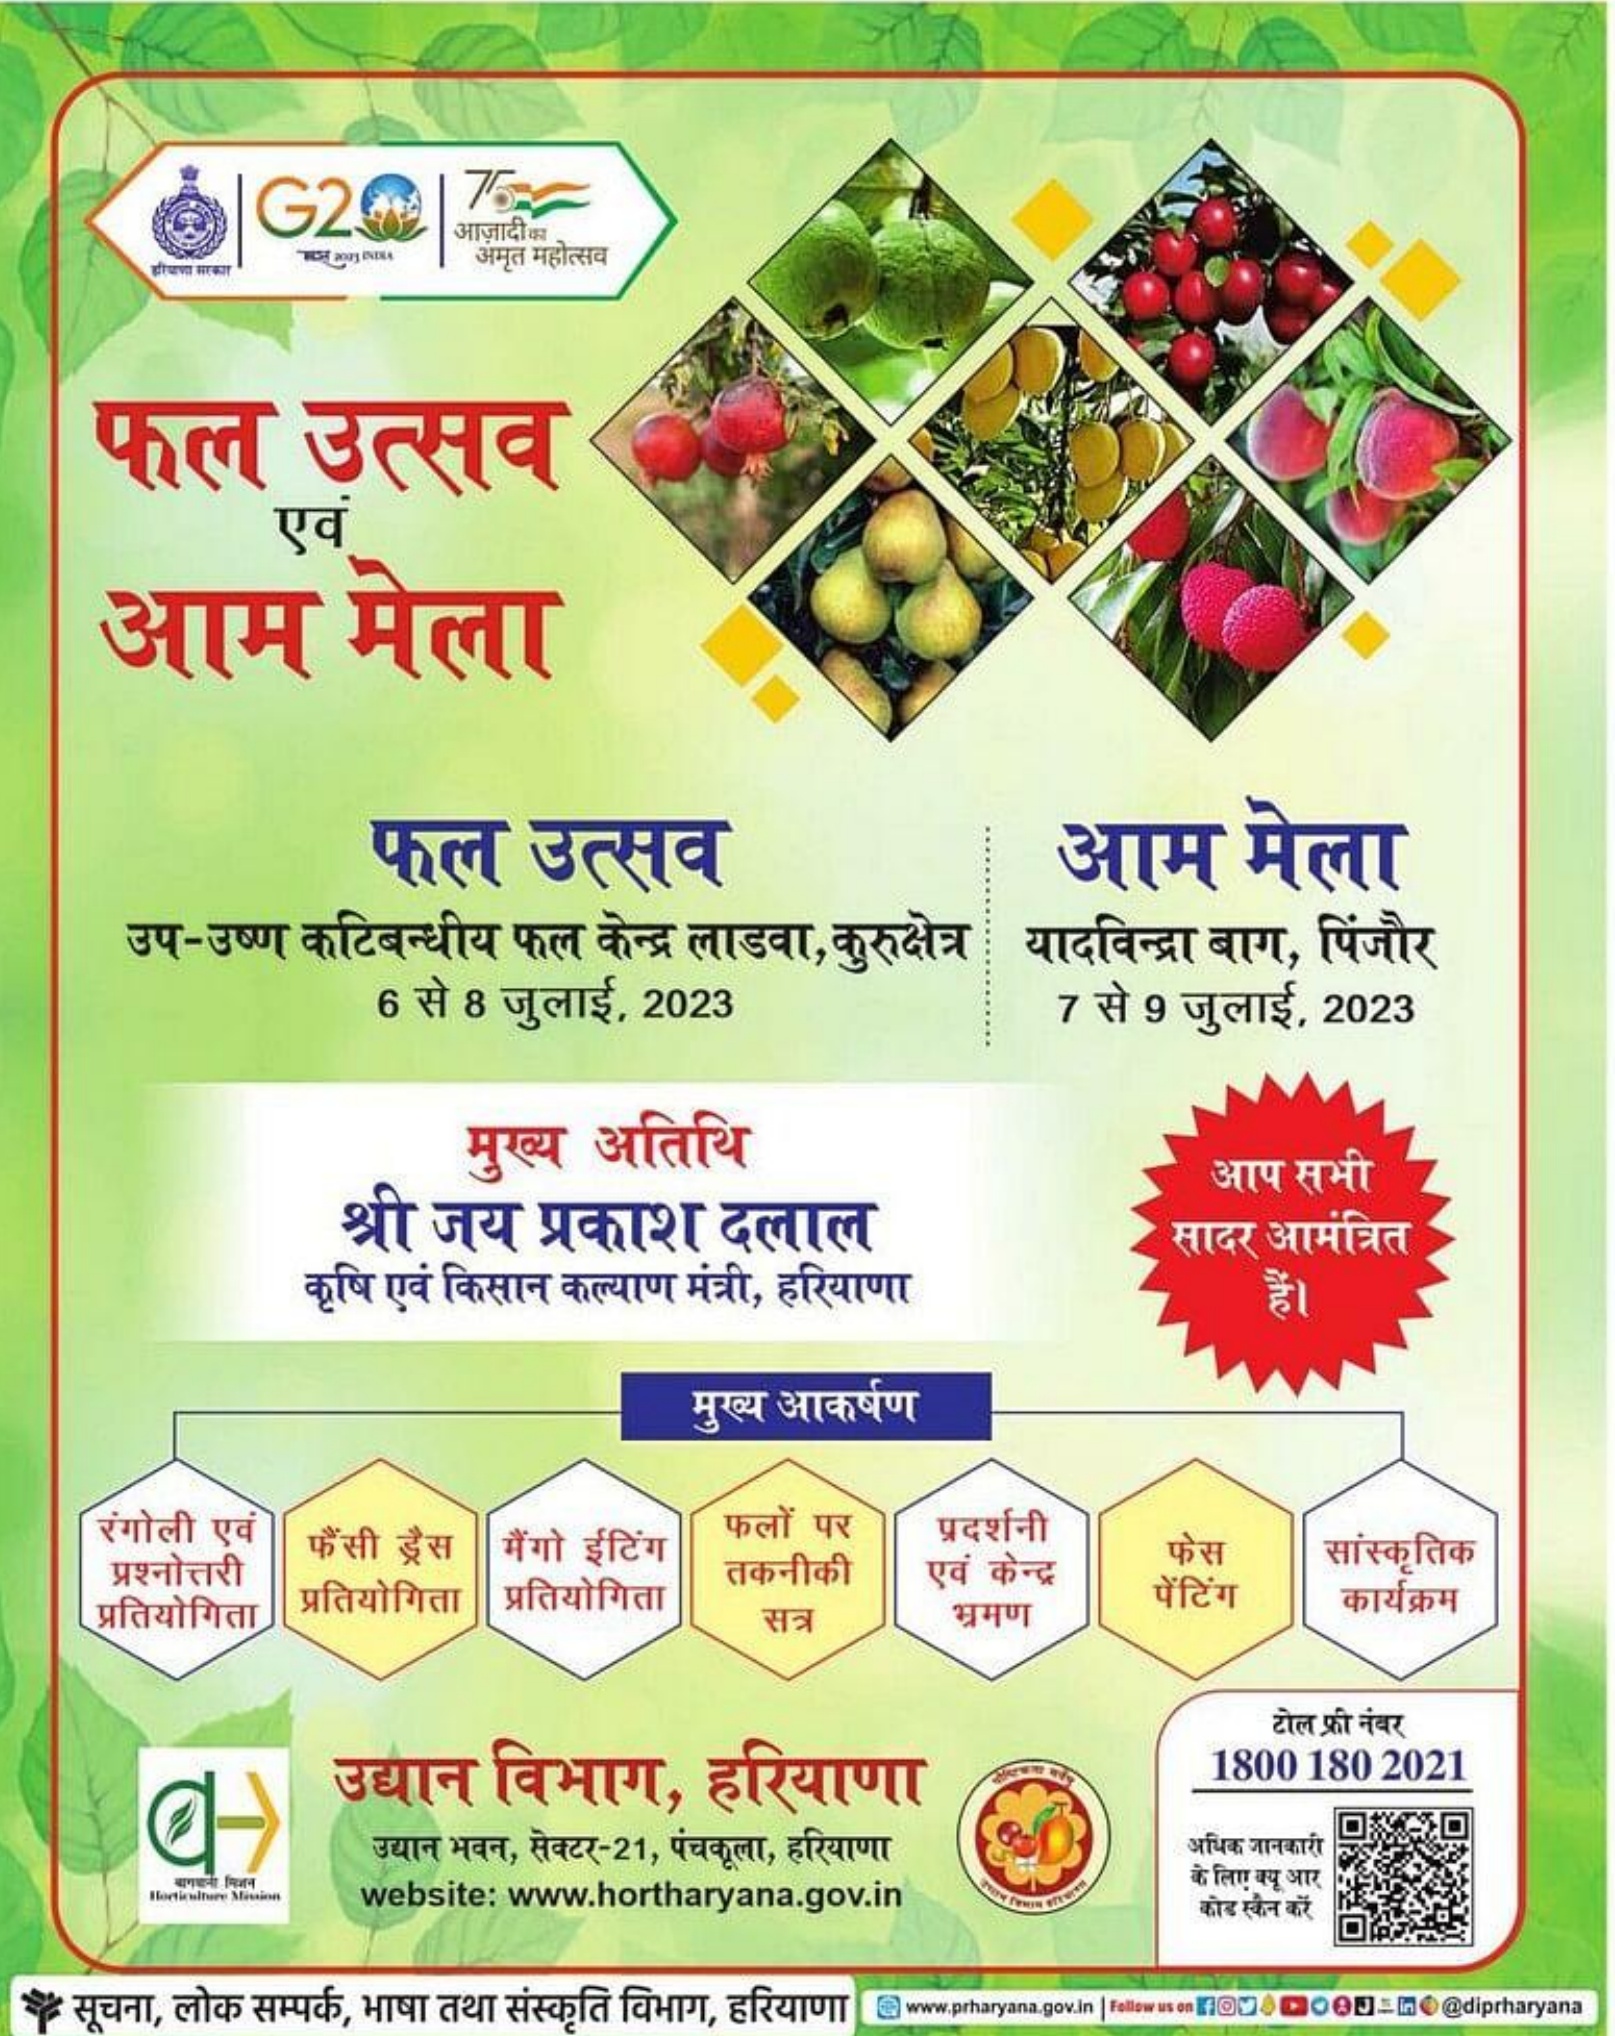 हरियाणा सरकार
G20
भारत 2023 INDIA
75
आज़ादी का
अमृत महोत्सव
फल उत्सव
एवं
आम मेला
फल उत्सव
उप-उष्ण कटिबन्धीय फल केन्द्र लाडवा, कुरुक्षेत्र
6 से 8 जुलाई, 2023
आम मेला
यादविन्द्रा बाग, पिंजौर
7 से 9 जुलाई, 2023
मुख्य अतिथि
श्री जय प्रकाश दलाल
कृषि एवं किसान कल्याण मंत्री, हरियाणा
आप सभी
सादर आमंत्रित
हैं।
मुख्य आकर्षण
रंगोली एवं
प्रश्नोत्तरी
प्रतियोगिता
फैंसी ड्रैस
प्रतियोगिता
मैंगो ईटिंग
प्रतियोगिता
फलों पर
तकनीकी
सत्र
प्रदर्शनी
एवं केन्द्र
भ्रमण
फेस
पेंटिंग
सांस्कृतिक
कार्यक्रम
बागवानी मिशन
Horticulture Mission
उद्यान विभाग, हरियाणा
उद्यान भवन, सेक्टर-21, पंचकूला, हरियाणा
website: www.hortharyana.gov.in
टोल फ्री नंबर
1800 180 2021
अधिक जानकारी
के लिए क्यू आर
कोड स्कैन करें
सूचना, लोक सम्पर्क, भाषा तथा संस्कृति विभाग, हरियाणा
www.prharyana.gov.in | Follow us on @diprharyana